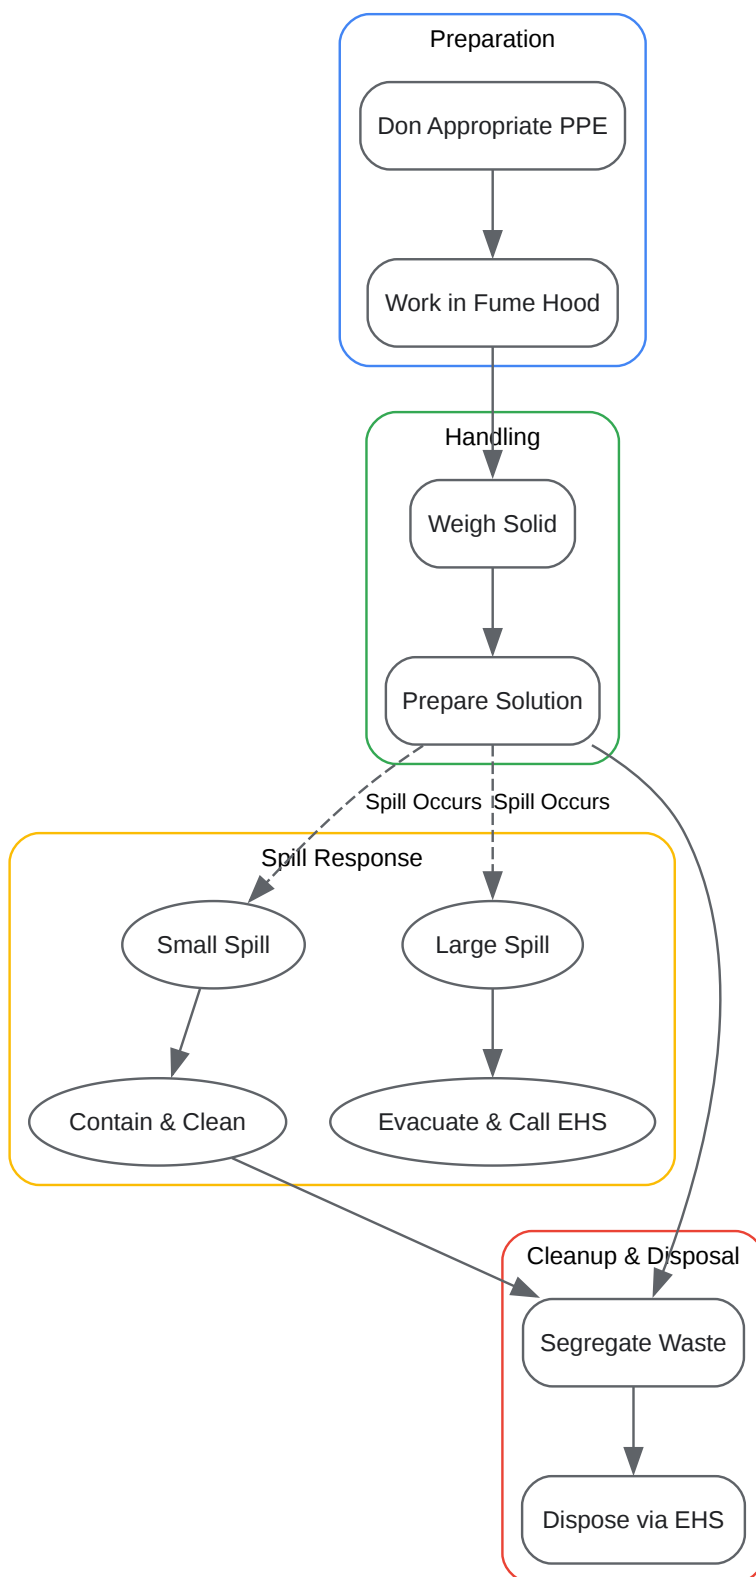 Preparation
Don Appropriate PPE
Work in Fume Hood
Handling
Weigh Solid
Prepare Solution
Spill Occurs
Spill Occurs
Spill Response
Small Spill
Large Spill
Contain & Clean
Evacuate & Call EHS
Cleanup & Disposal
Segregate Waste
Dispose via EHS